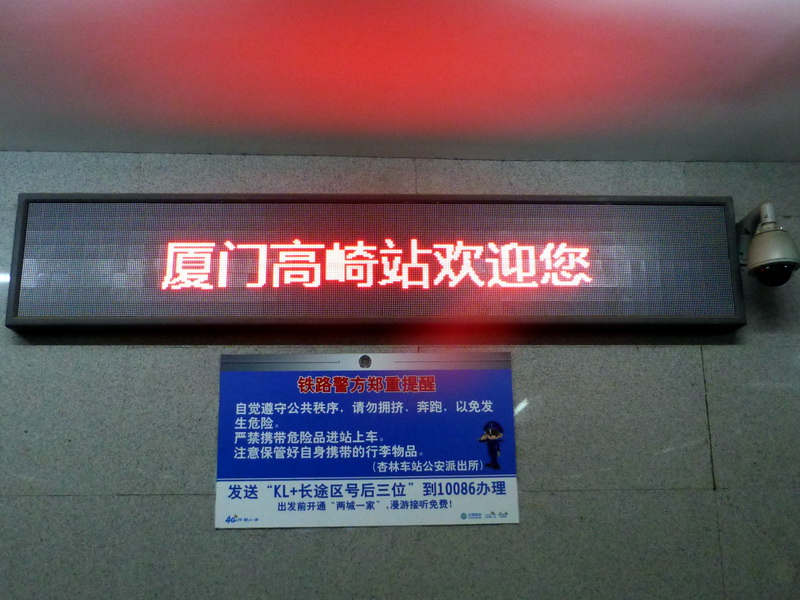 厦门高崎站欢迎您
铁路警方郑重提醒
自觉遵守公共秩序，请勿拥挤、奔跑，以免发
生危险。
严禁携带危险品进站上车。
注意保管好自身携带的行李物品。
（杏林车站公安派出所）
发送“KL+长途区号后三位”到10086办理
出发前开通“两城一家”，漫游接听免费！
4G